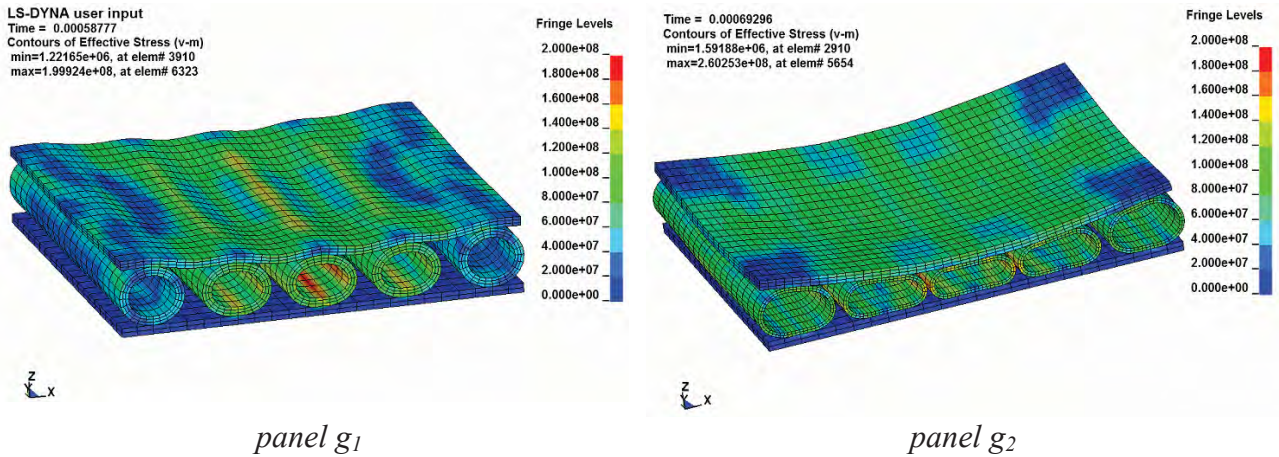 LS-DYNA user input
Time = 0.00058777
Contours of Effective Stress (v-m)
min=1.22165e+06, at elem# 3910
max=1.99924e+08, at elem# 6323
Fringe Levels
2.000e+08
1.800e+08
1.600e+08
1.400e+08
1.200e+08
1.000e+08
8.000e+07
6.000e+07
4.000e+07
2.000e+07
0.000e+00
Z
Y
X
panel g1
Time = 0.00069296
Contours of Effective Stress (v-m)
min=1.59188e+06, at elem# 2910
max=2.60253e+08, at elem# 5654
Fringe Levels
2.000e+08
1.800e+08
1.600e+08
1.400e+08
1.200e+08
1.000e+08
8.000e+07
6.000e+07
4.000e+07
2.000e+07
0.000e+00
Z
Y
X
panel g2